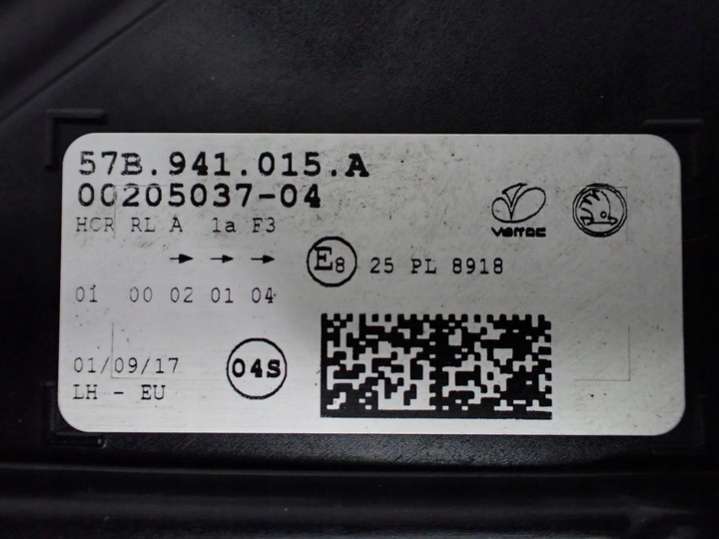 57B.941.015.A
00205037-04
HCR RL A 1a F3
→ → →
E8 25 PL 8918
varroc
01 00 02 01 04
01/09/17
04S
LH - EU